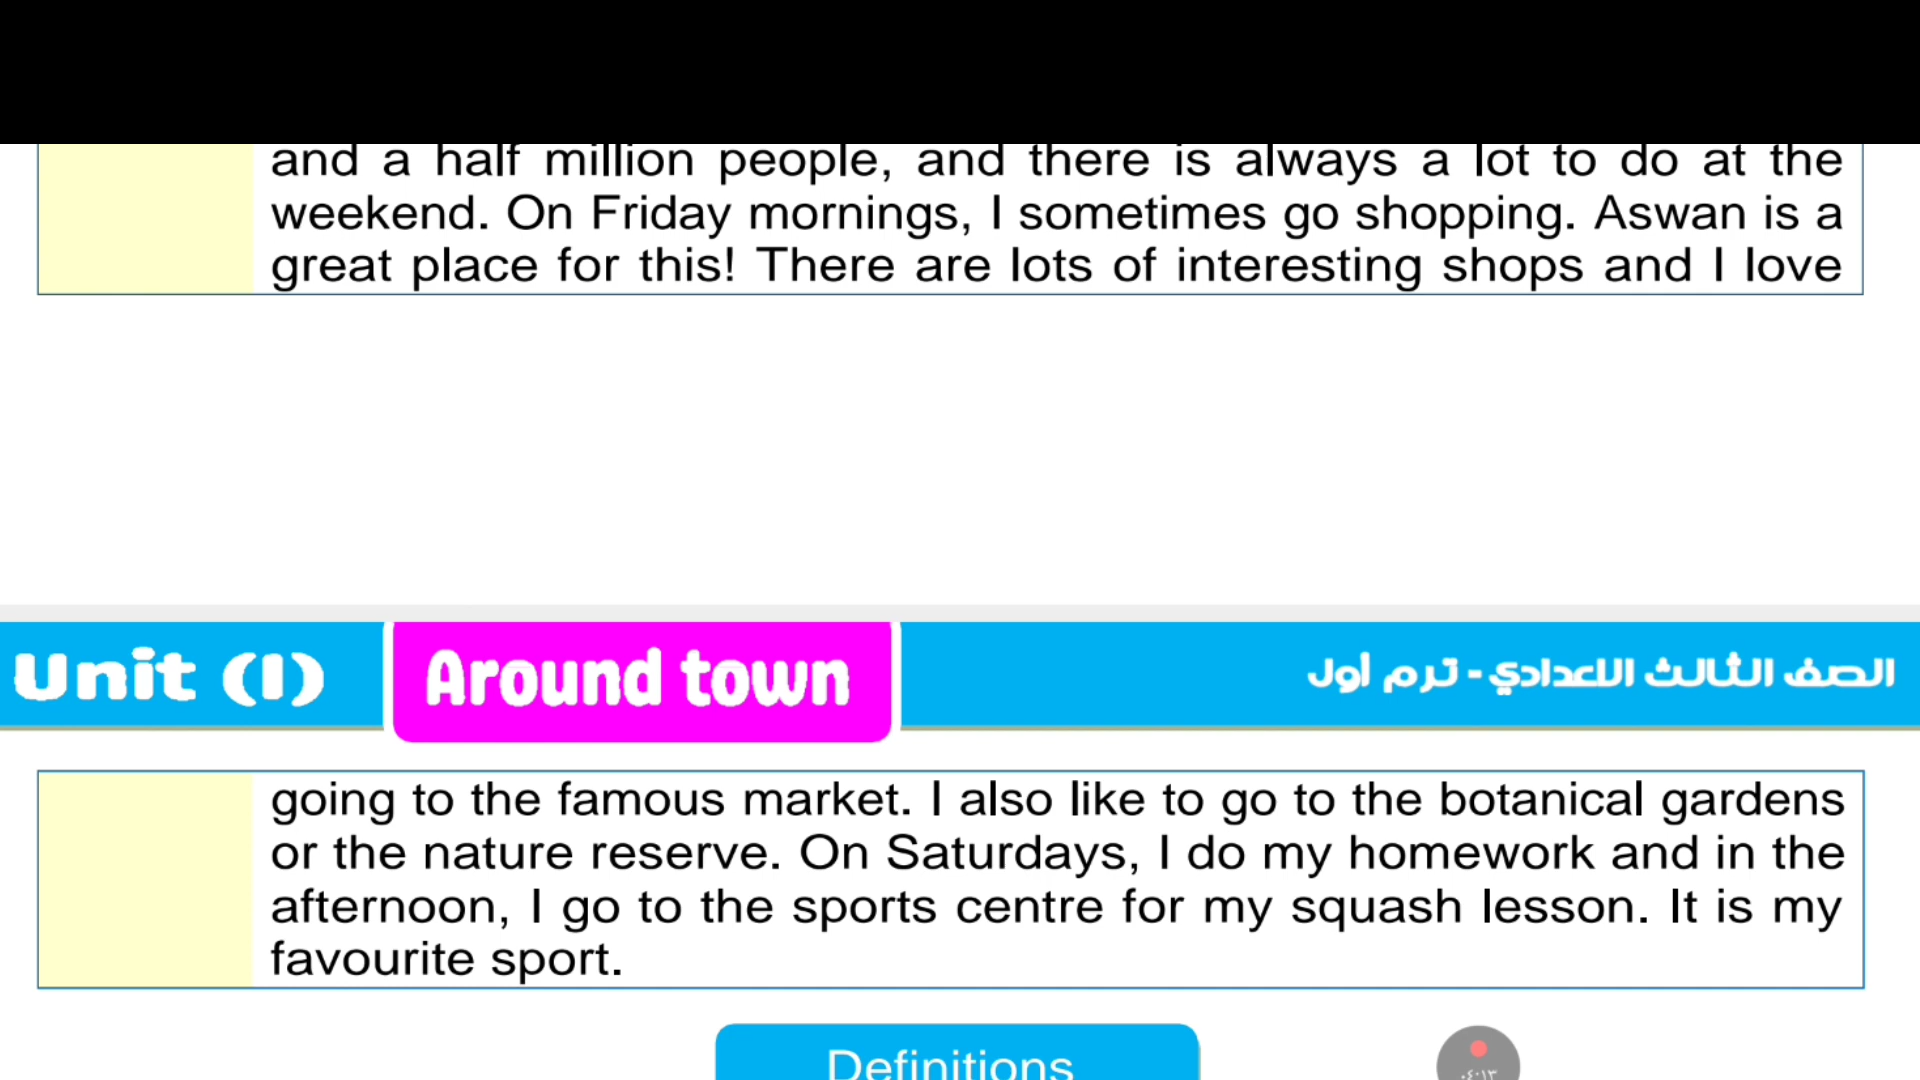 and a half million people, and there is always a lot to do at the
weekend. On Friday mornings, I sometimes go shopping. Aswan is a
great place for this! There are lots of interesting shops and I love
Unit (1)
Around town
الصف الثالث الاعدادي - ترم أول
going to the famous market. I also like to go to the botanical gardens
or the nature reserve. On Saturdays, I do my homework and in the
afternoon, I go to the sports centre for my squash lesson. It is my
favourite sport.
Definitions
٠٤:١٣